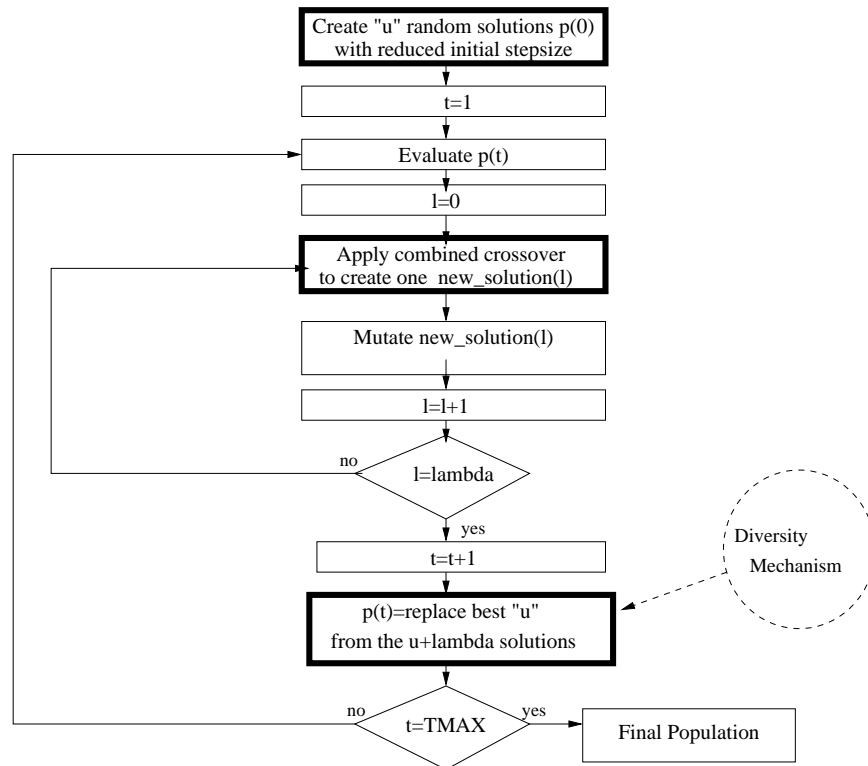 Create "u" random solutions p(0)
with reduced initial stepsize
t=1
Evaluate p(t)
l=0
Apply combined crossover
to create one new_solution(l)
Mutate new_solution(l)
l=l+1
no
l=lambda
yes
t=t+1
Diversity
Mechanism
p(t)=replace best "u"
from the u+lambda solutions
no
t=TMAX
yes
Final Population